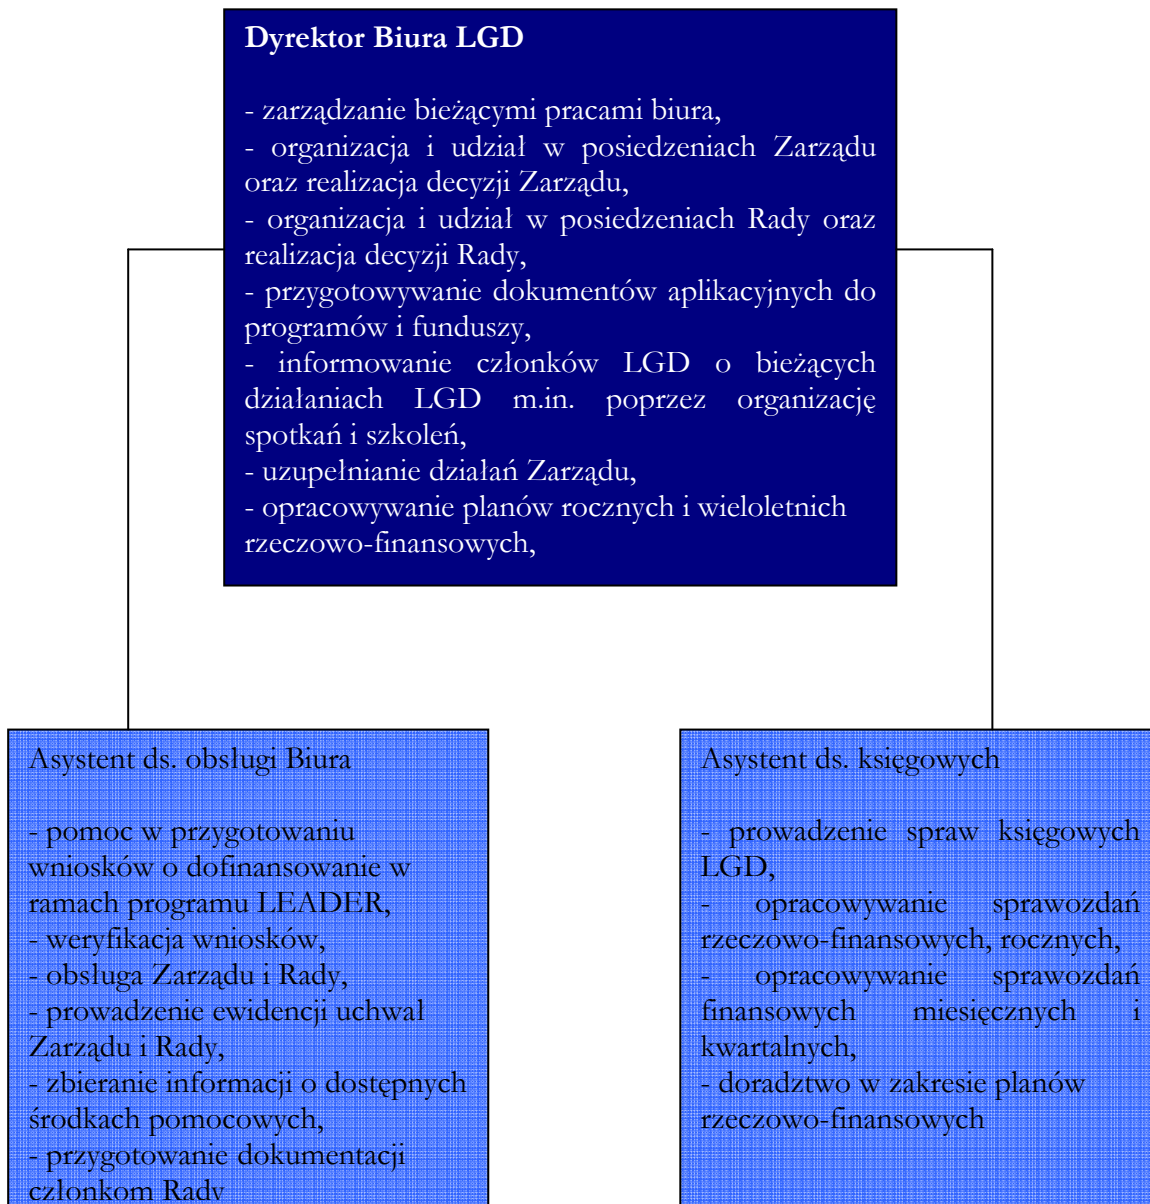 Dyrektor Biura LGD
- zarządzanie bieżącymi pracami biura,
- organizacja i udział w posiedzeniach Zarządu
oraz realizacja decyzji Zarządu,
- organizacja i udział w posiedzeniach Rady oraz
realizacja decyzji Rady,
- przygotowywanie dokumentów aplikacyjnych do
programów i funduszy,
- informowanie członków LGD o bieżących
działaniach LGD m.in. poprzez organizację
spotkań i szkoleń,
- uzupełnianie działań Zarządu,
- opracowywanie planów rocznych i wieloletnich
rzeczowo-finansowych,
Asystent ds. obsługi Biura
- pomoc w przygotowaniu
wniosków o dofinansowanie w
ramach programu LEADER,
- weryfikacja wniosków,
- obsługa Zarządu i Rady,
- prowadzenie ewidencji uchwał
Zarządu i Rady,
- zbieranie informacji o dostępnych
środkach pomocowych,
- przygotowanie dokumentacji
członkom Rady
Asystent ds. księgowych
- prowadzenie spraw księgowych
LGD,
- opracowywanie sprawozdań
rzeczowo-finansowych, rocznych,
- opracowywanie sprawozdań
finansowych miesięcznych i
kwartalnych,
- doradztwo w zakresie planów
rzeczowo-finansowych